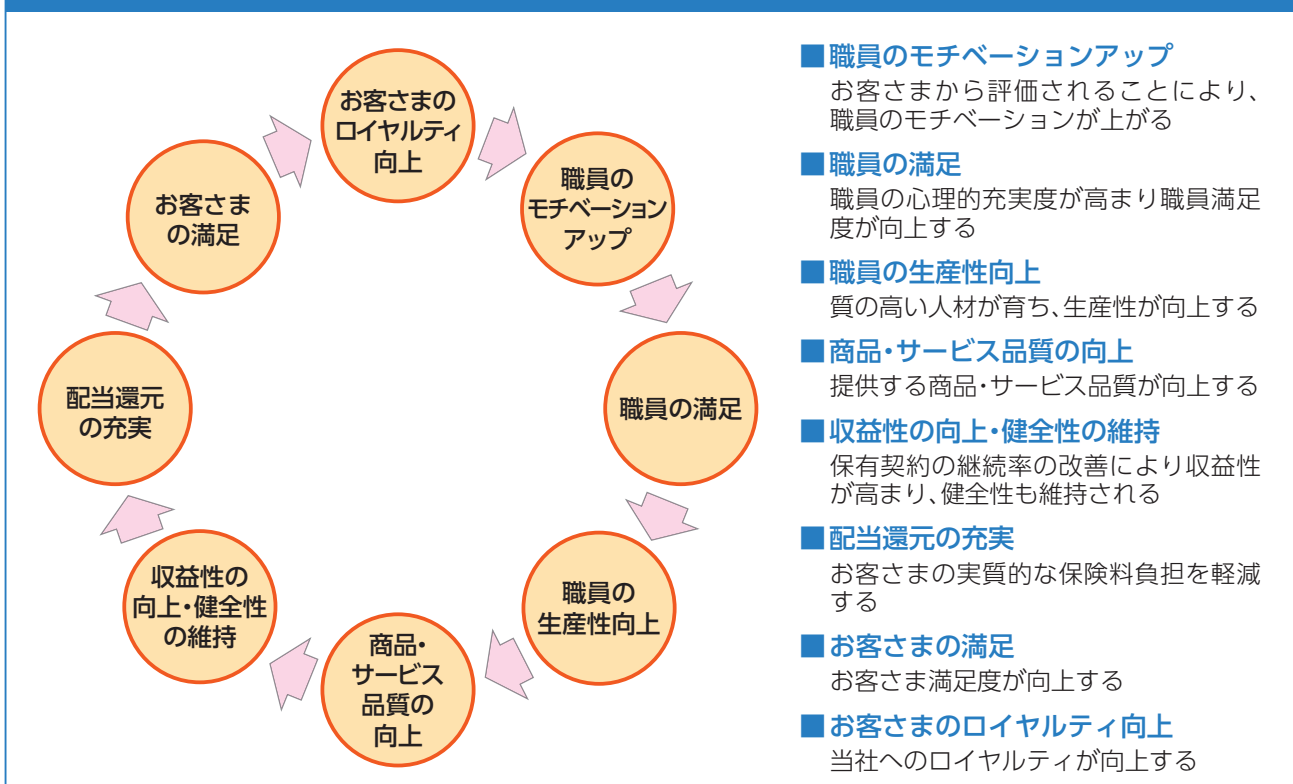 お客さまの
ロイヤルティ
向上
職員の
モチベーション
アップ
職員の満足
職員の
生産性向上
商品・
サービス
品質の
向上
収益性の
向上・健全性
の維持
配当還元
の充実
お客さま
の満足
■職員のモチベーションアップ
お客さまから評価されることにより、
職員のモチベーションが上がる
■職員の満足
職員の心理的充実度が高まり職員満足
度が向上する
■職員の生産性向上
質の高い人材が育ち、生産性が向上する
■商品・サービス品質の向上
提供する商品・サービス品質が向上する
■収益性の向上・健全性の維持
保有契約の継続率の改善により収益性
が高まり、健全性も維持される
■配当還元の充実
お客さまの実質的な保険料負担を軽減
する
■お客さまの満足
お客さま満足度が向上する
■お客さまのロイヤルティ向上
当社へのロイヤルティが向上する